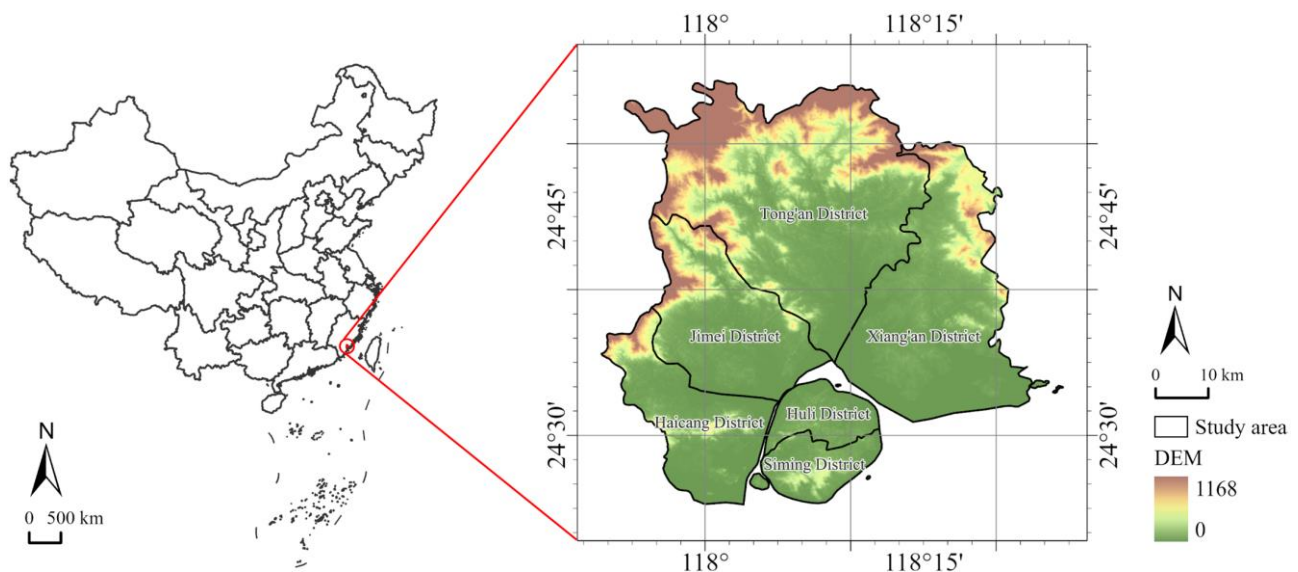 118°
118°15'
24°45'
24°45'
Tong'an District
Jimei District
Xiang'an District
Haicang District
Huli District
Siming District
24°30'
24°30'
118°
118°15'
N
0 500 km
N
0 10 km
Study area
DEM
1168
0